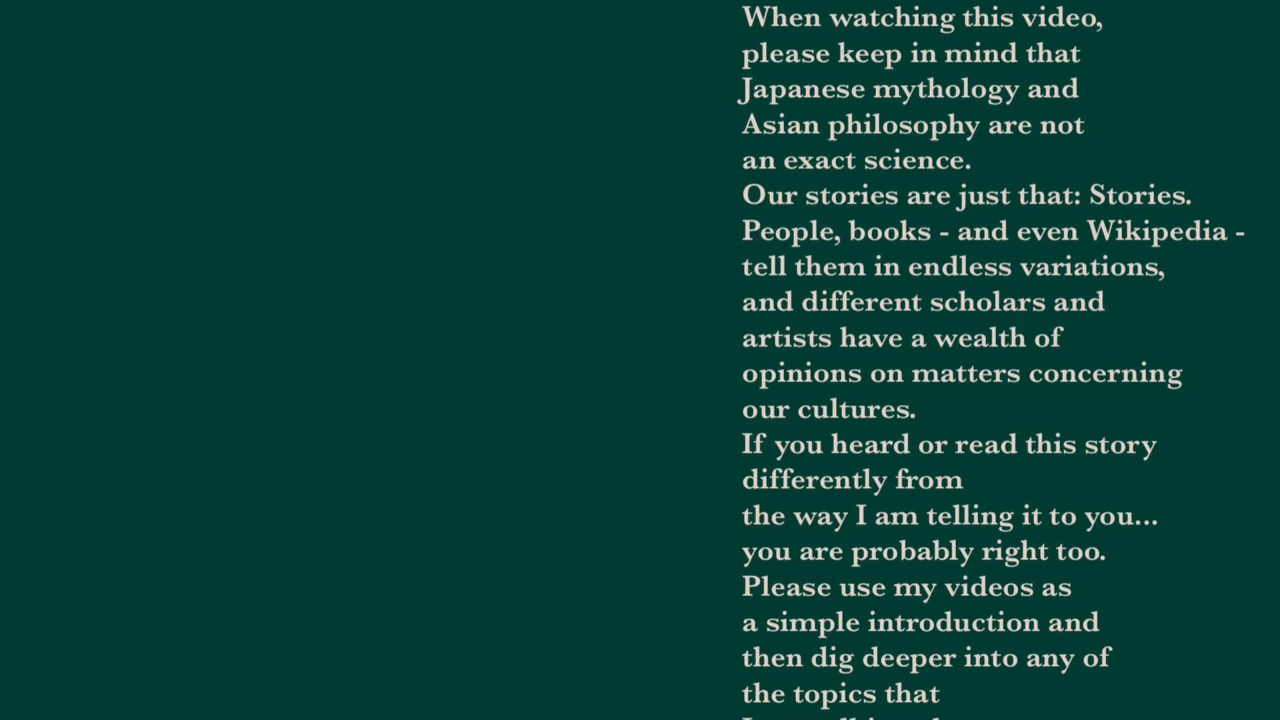 When watching this video,
please keep in mind that
Japanese mythology and
Asian philosophy are not
an exact science.
Our stories are just that: Stories.
People, books - and even Wikipedia -
tell them in endless variations,
and different scholars and
artists have a wealth of
opinions on matters concerning
our cultures.
If you heard or read this story
differently from
the way I am telling it to you...
you are probably right too.
Please use my videos as
a simple introduction and
then dig deeper into any of
the topics that